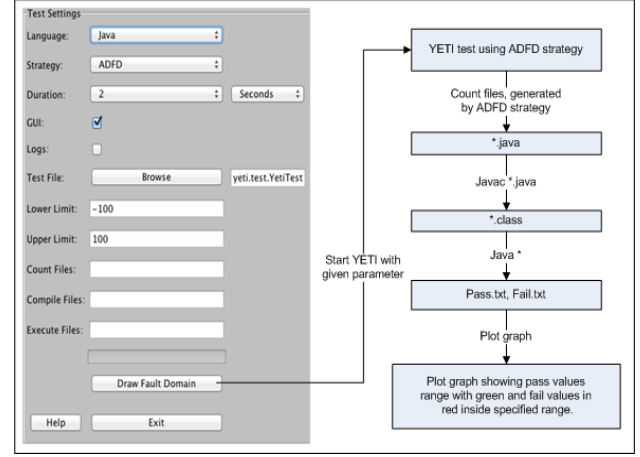 Test Settings
Language: Java
Strategy: ADFD
Duration: 2 Seconds
GUI:
Logs:
Test File: Browse yeti.test.YetiTest
Lower Limit: -100
Upper Limit: 100
Count Files:
Compile Files:
Execute Files:
Draw Fault Domain
Help Exit
Start YETI with
given parameter
YETI test using ADFD strategy
Count files, generated
by ADFD strategy
*.java
Javac *.java
*.class
Java *
Pass.txt, Fail.txt
Plot graph
Plot graph showing pass values
range with green and fail values in
red inside specified range.